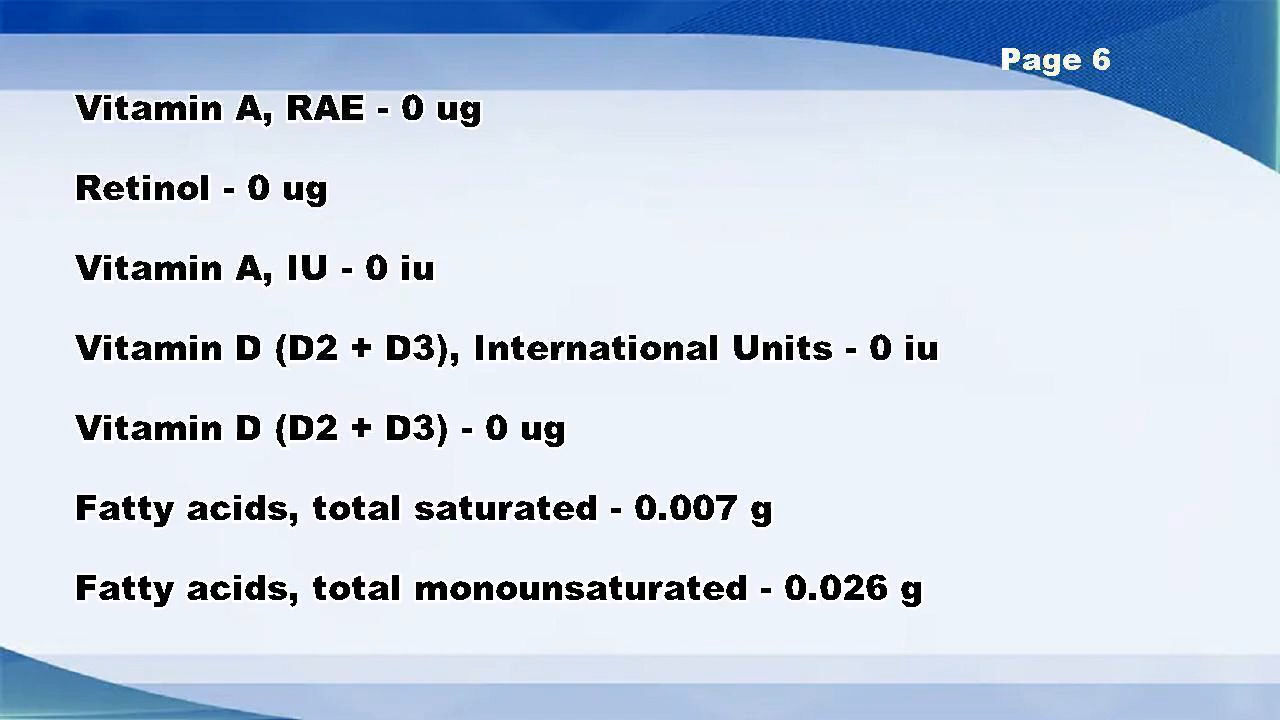 Page 6
Vitamin A, RAE - 0 ug
Retinol - 0 ug
Vitamin A, IU - 0 iu
Vitamin D (D2 + D3), International Units - 0 iu
Vitamin D (D2 + D3) - 0 ug
Fatty acids, total saturated - 0.007 g
Fatty acids, total monounsaturated - 0.026 g